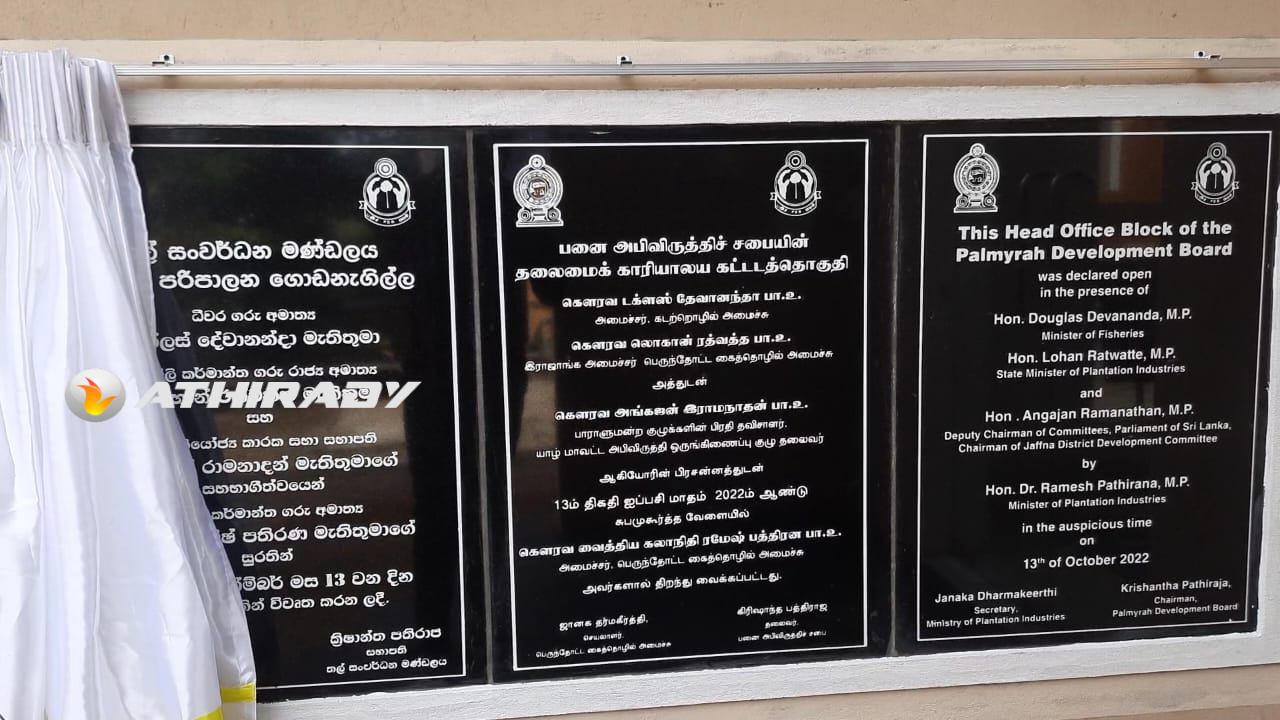 සංවර්ධන මණ්ඩලය
පරිපාලන ගොඩනැගිල්ල
ධීවර ගරු අමාත්‍ය
දේවානන්දා මැතිතුමා
කර්මාන්ත ගරු රාජ්‍ය අමාත්‍ය
මැතිතුමා
සහ
කාරක සභා සභාපති
රාමනාදන් මැතිතුමාගේ
සහභාගීත්වයෙන්
කර්මාන්ත ගරු අමාත්‍ය
පතිරණ මැතිතුමාගේ
සුරතින්
මස 13 වන දින
විවෘත කරන ලදී.
ක්‍රිෂාන්ත පතිරාජ
සභාපති
තල් සංවර්ධන මණ්ඩලය
ATHIRADY
பனை அபிவிருத்திச் சபையின்
தலைமைக் காரியாலய கட்டடத்தொகுதி
கௌரவ டக்ளஸ் தேவானந்தா பா.உ.
அமைச்சர், கடற்றொழில் அமைச்சு
கௌரவ லொகான் ரத்வத்த பா.உ.
இராஜாங்க அமைச்சர் பெருந்தோட்ட கைத்தொழில் அமைச்சு
அத்துடன்
கௌரவ அங்கஜன் இராமநாதன் பா.உ.
பாராளுமன்ற குழுக்களின் பிரதி தவிசாளர்.
யாழ் மாவட்ட அபிவிருத்தி ஒருங்கிணைப்பு குழு தலைவர்
ஆகியோரின் பிரசன்னத்துடன்
13ம் திகதி ஐப்பசி மாதம் 2022ம் ஆண்டு
சுபமுகூர்த்த வேளையில்
கௌரவ வைத்திய கலாநிதி ரமேஷ் பத்திரன பா.உ.
அமைச்சர், பெருந்தோட்ட கைத்தொழில் அமைச்சு
அவர்களால் திறந்து வைக்கப்பட்டது.
ஜானக தர்மகீரத்தி,
செயலாளர்.
பெருந்தோட்ட கைத்தொழில் அமைச்சு
கிரிஷாந்த பத்திராஜ
தலைவர்.
பனை அபிவிருத்தி சபை
This Head Office Block of the
Palmyrah Development Board
was declared open
in the presence of
Hon. Douglas Devananda, M.P.
Minister of Fisheries
Hon. Lohan Ratwatte, M.P.
State Minister of Plantation Industries
and
Hon . Angajan Ramanathan, M.P.
Deputy Chairman of Committees, Parliament of Sri Lanka,
Chairman of Jaffna District Development Committee
by
Hon. Dr. Ramesh Pathirana, M.P.
Minister of Plantation Industries
in the auspicious time
on
13th of October 2022
Janaka Dharmakeerthi
Secretary,
Ministry of Plantation Industries
Krishantha Pathiraja,
Chairman,
Palmyrah Development Board